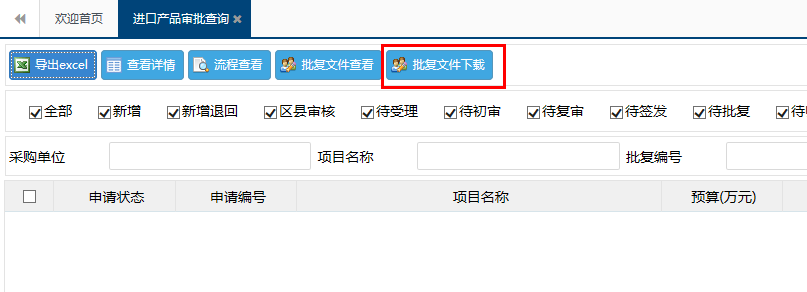 欢迎首页 进口产品审批查询
导出excel 查看详情 流程查看 批复文件查看 批复文件下载
全部 新增 新增退回 区县审核 待受理 待初审 待复审 待签发 待批复 待
采购单位 项目名称 批复编号
申请状态 申请编号 项目名称 预算(万元)